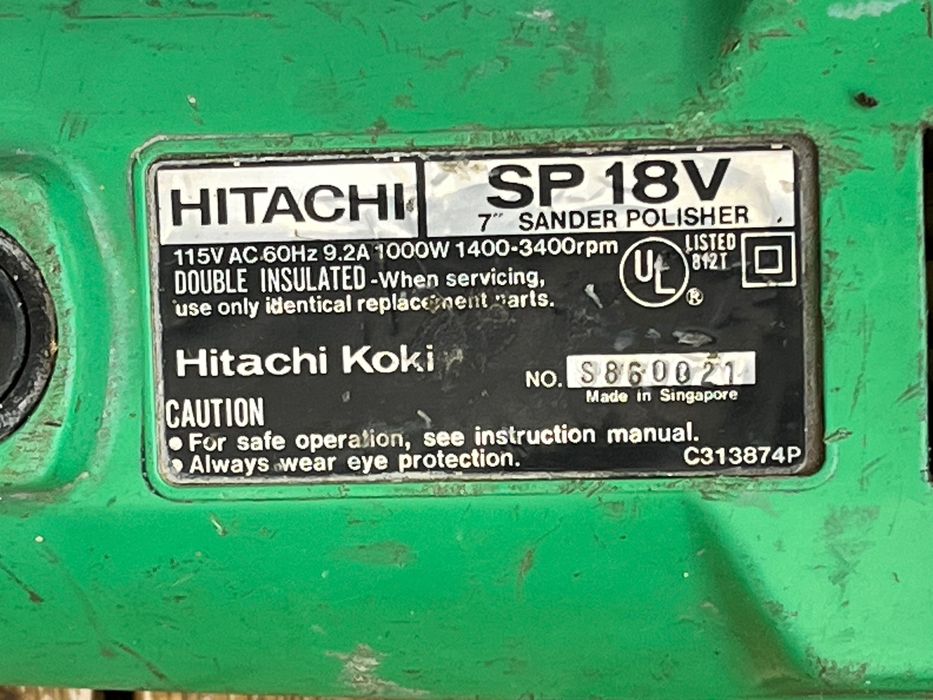 HITACHI
SP 18V
7" SANDER POLISHER
115V AC 60Hz 9.2A 1000W 1400-3400rpm
DOUBLE INSULATED -When servicing,
use only identical replacement parts.
UL ®
LISTED
842T
Hitachi Koki
NO. S860021
Made in Singapore
CAUTION
• For safe operation, see instruction manual.
• Always wear eye protection.
C313874P